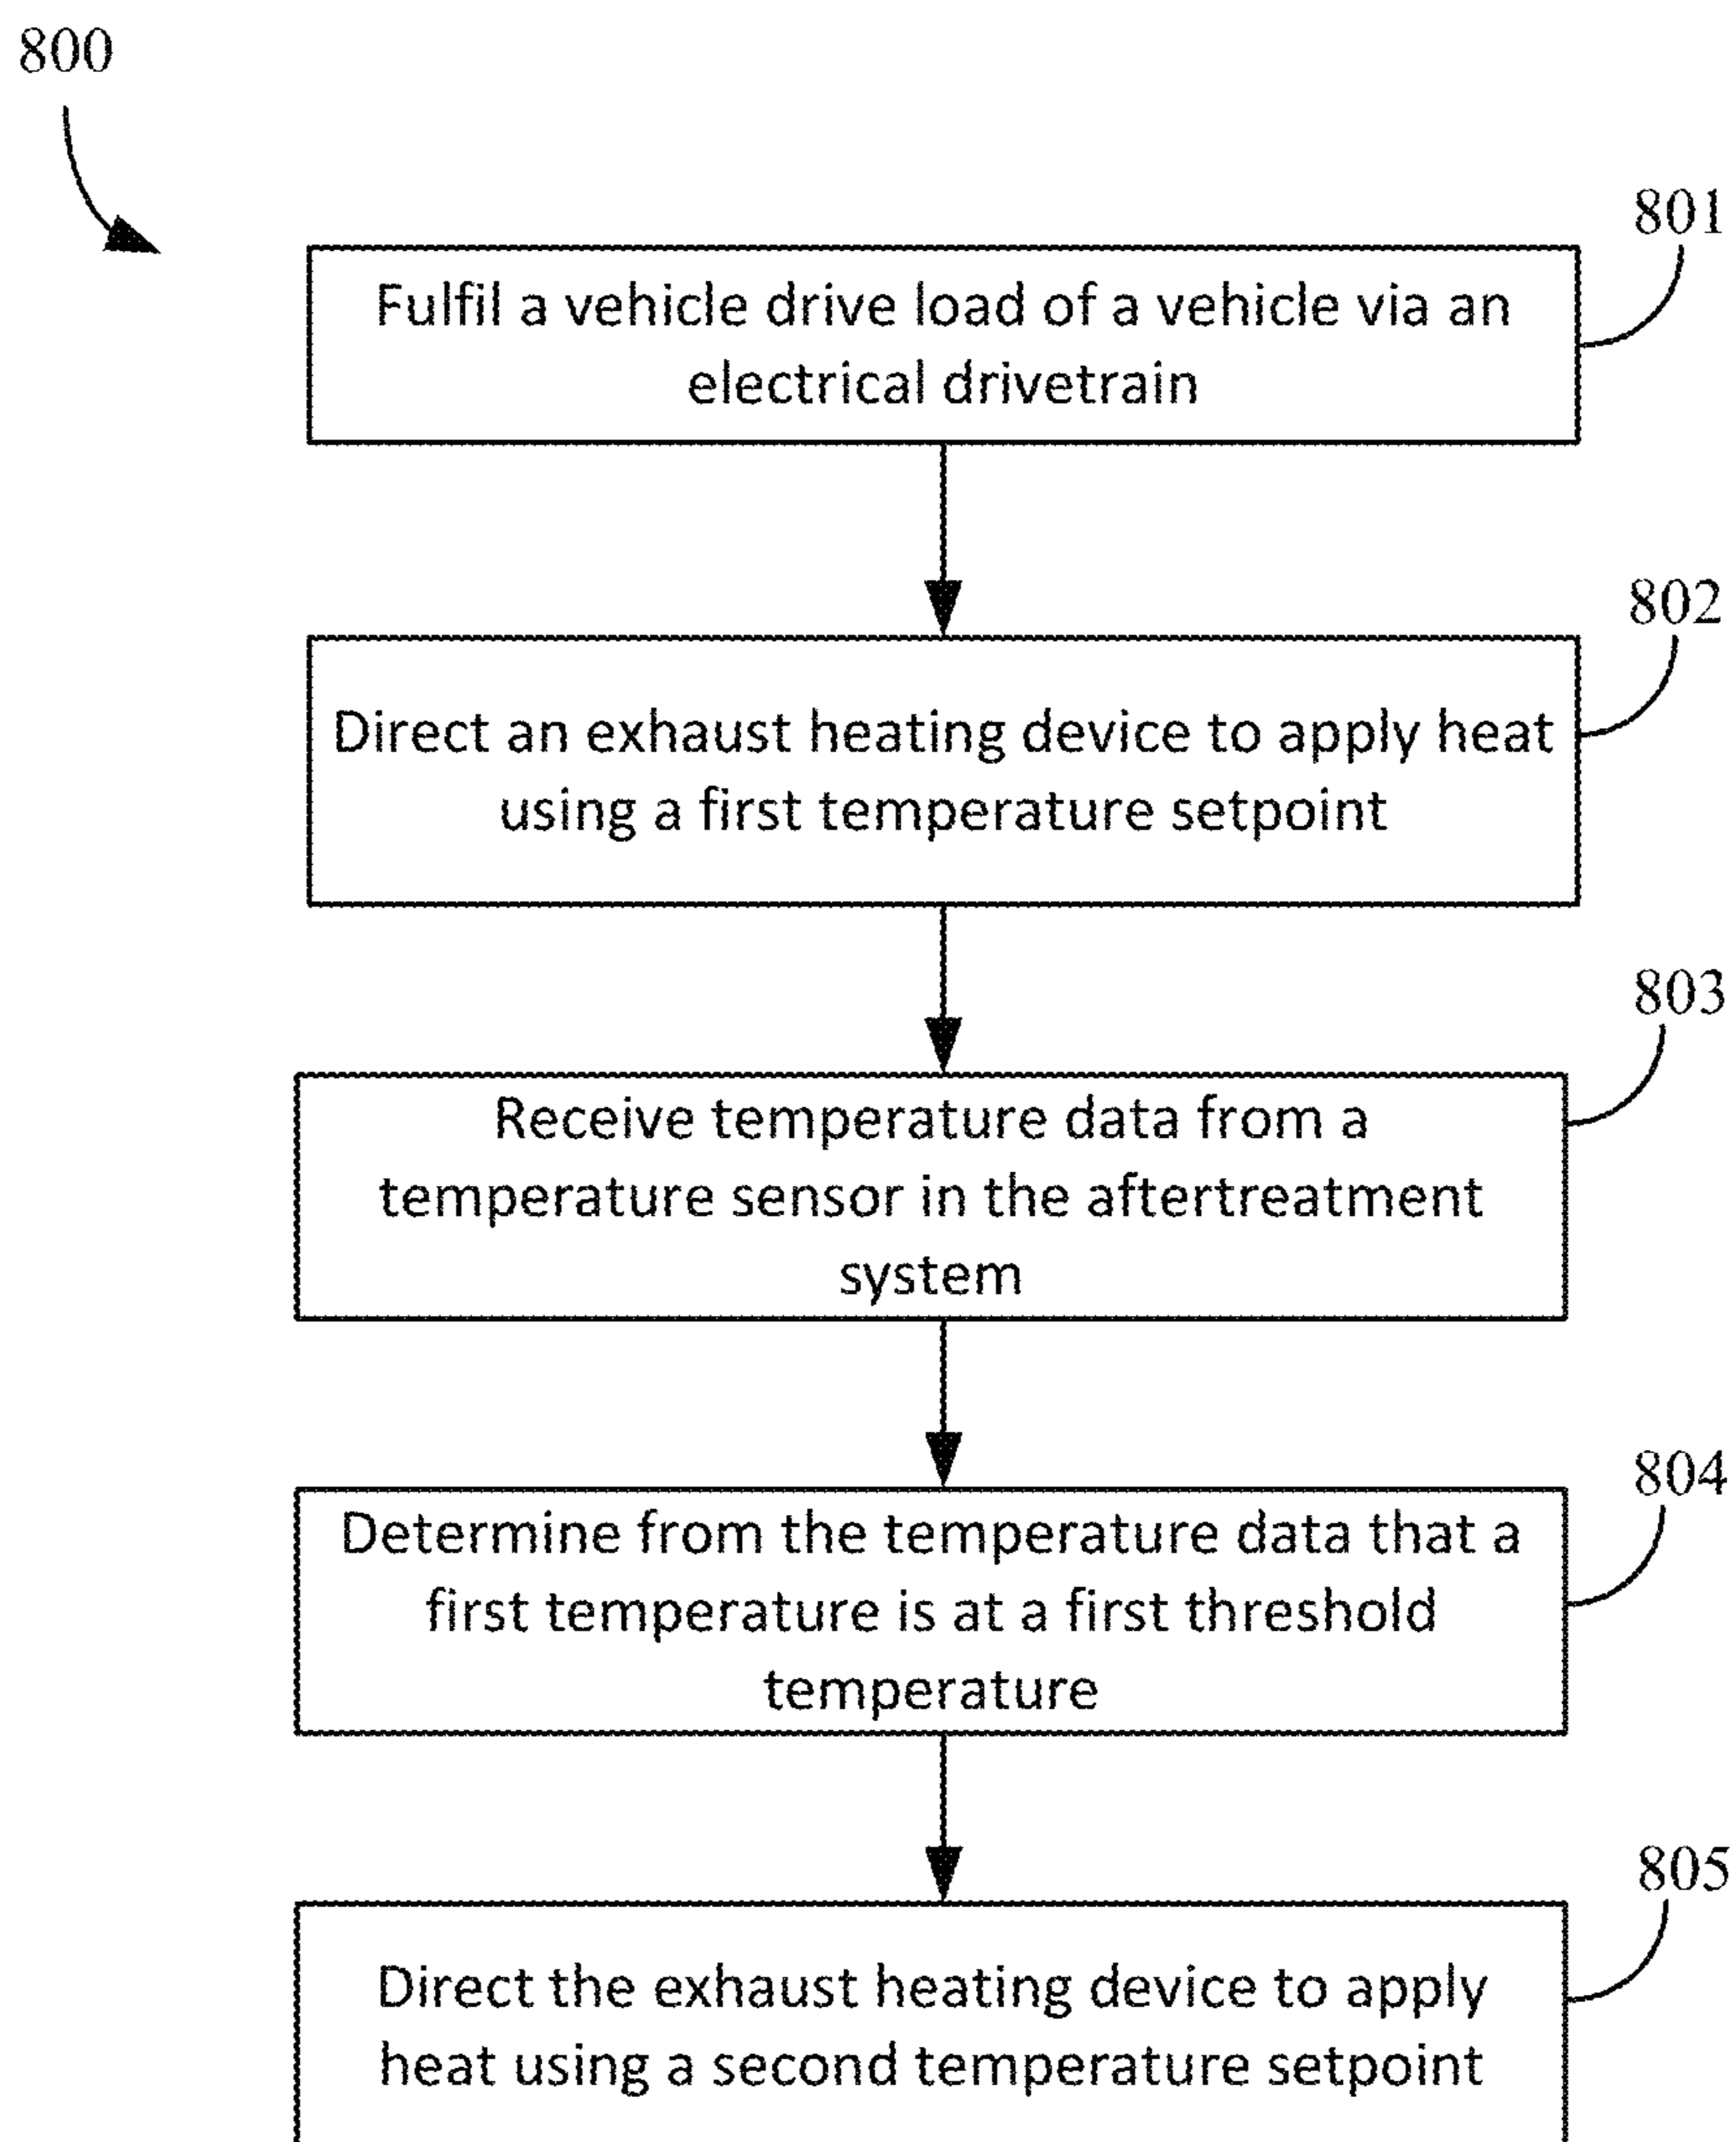 800
801
Fulfil a vehicle drive load of a vehicle via an
electrical drivetrain
802
Direct an exhaust heating device to apply heat
using a first temperature setpoint
803
Receive temperature data from a
temperature sensor in the aftertreatment
system
804
Determine from the temperature data that a
first temperature is at a first threshold
temperature
805
Direct the exhaust heating device to apply
heat using a second temperature setpoint